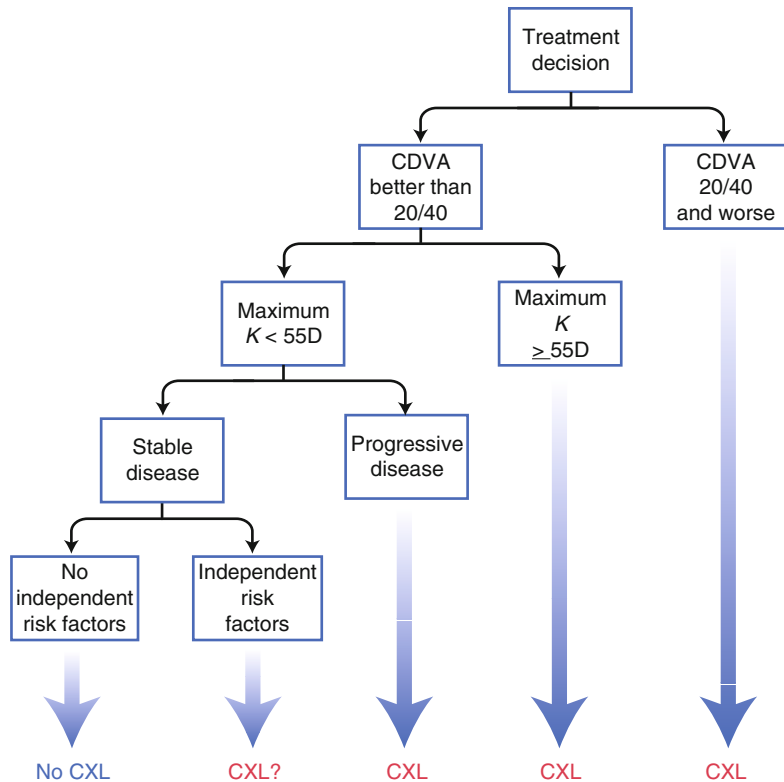 Treatment
decision
CDVA
better than
20/40
CDVA
20/40
and worse
Maximum
K < 55D
Maximum
K
≥ 55D
Stable
disease
Progressive
disease
No
independent
risk factors
Independent
risk
factors
No CXL
CXL?
CXL
CXL
CXL